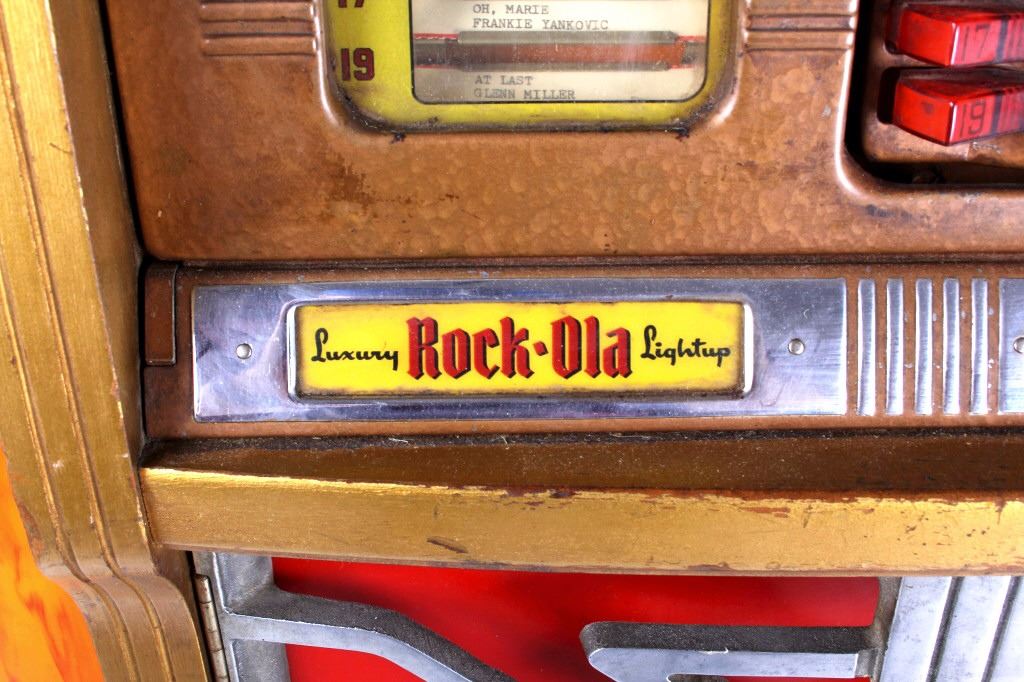 17
OH, MARIE
FRANKIE YANKOVIC
19
AT LAST
GLENN MILLER
17
19
Luxury Rock-Ola Lightup